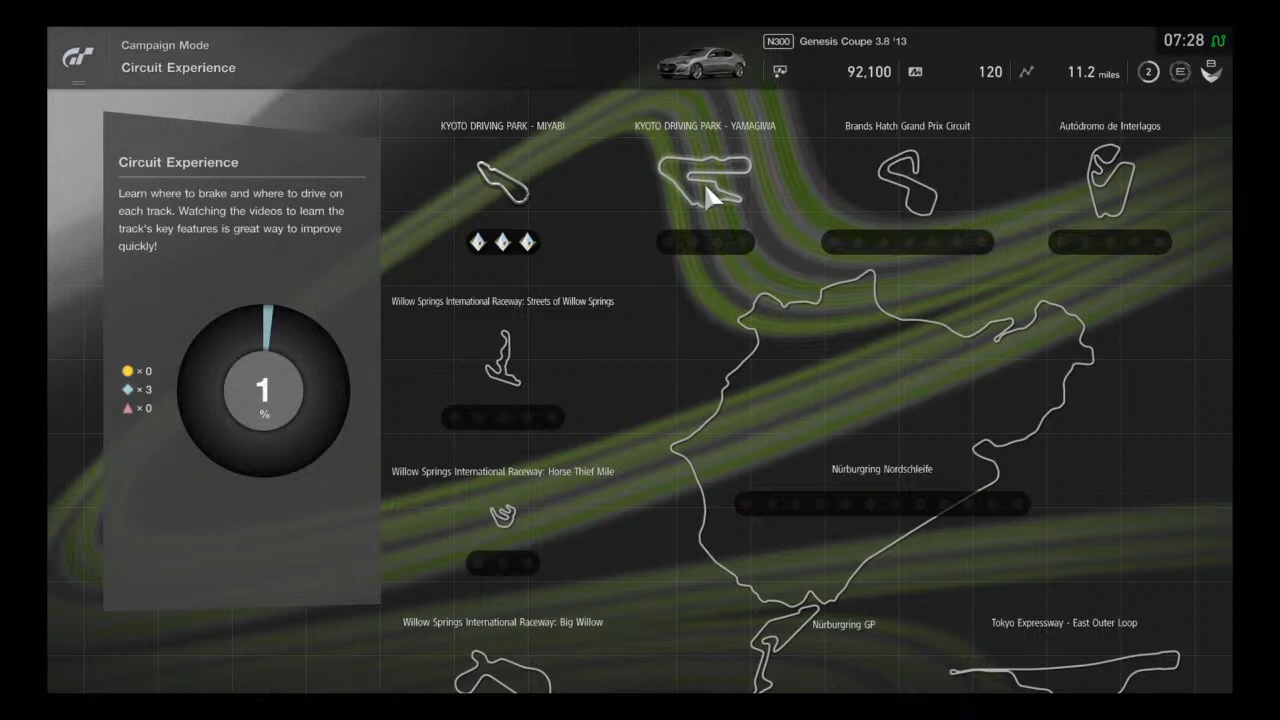 Campaign Mode
Circuit Experience
N300 Genesis Coupe 3.8 '13
07:28
92,100
120
11.2 miles
2
E
B
Circuit Experience
Learn where to brake and where to drive on
each track. Watching the videos to learn the
track's key features is great way to improve
quickly!
× 0
× 3
× 0
1
%
KYOTO DRIVING PARK - MIYABI
KYOTO DRIVING PARK - YAMAGIWA
Brands Hatch Grand Prix Circuit
Autódromo de Interlagos
Willow Springs International Raceway: Streets of Willow Springs
Willow Springs International Raceway: Horse Thief Mile
Nürburgring Nordschleife
Willow Springs International Raceway: Big Willow
Nürburgring GP
Tokyo Expressway - East Outer Loop